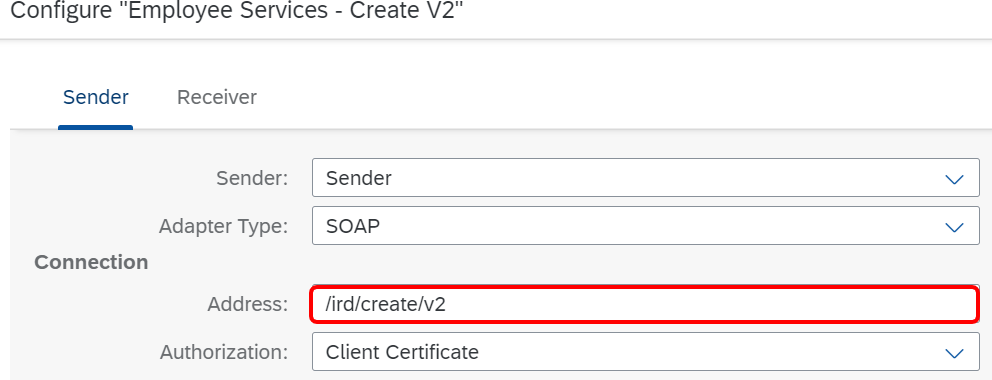 Configure "Employee Services - Create V2"
Sender Receiver
Sender: Sender
Adapter Type: SOAP
Connection
Address: /ird/create/v2
Authorization: Client Certificate